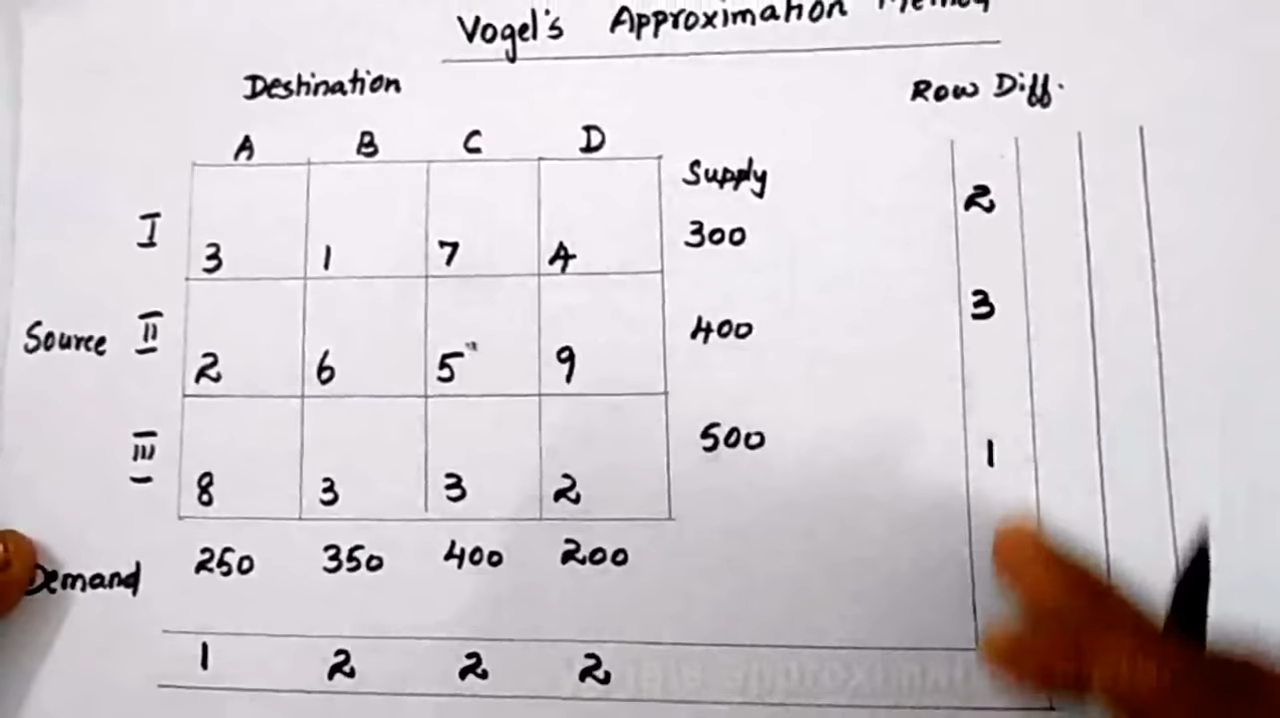 Vogel's Approximation
Destination
Row Diff.
A B C D
Supply
I 3 1 7 4 300 2
Source II 2 6 5 9 400 3
III 8 3 3 2 500 1
Demand 250 350 400 200
1 2 2 2